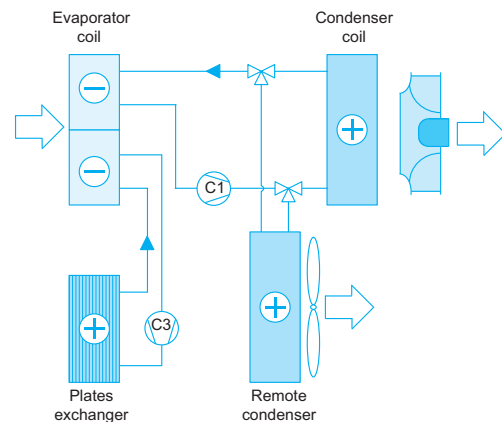 Evaporator
coil
Condenser
coil
C1
C3
Plates
exchanger
Remote
condenser